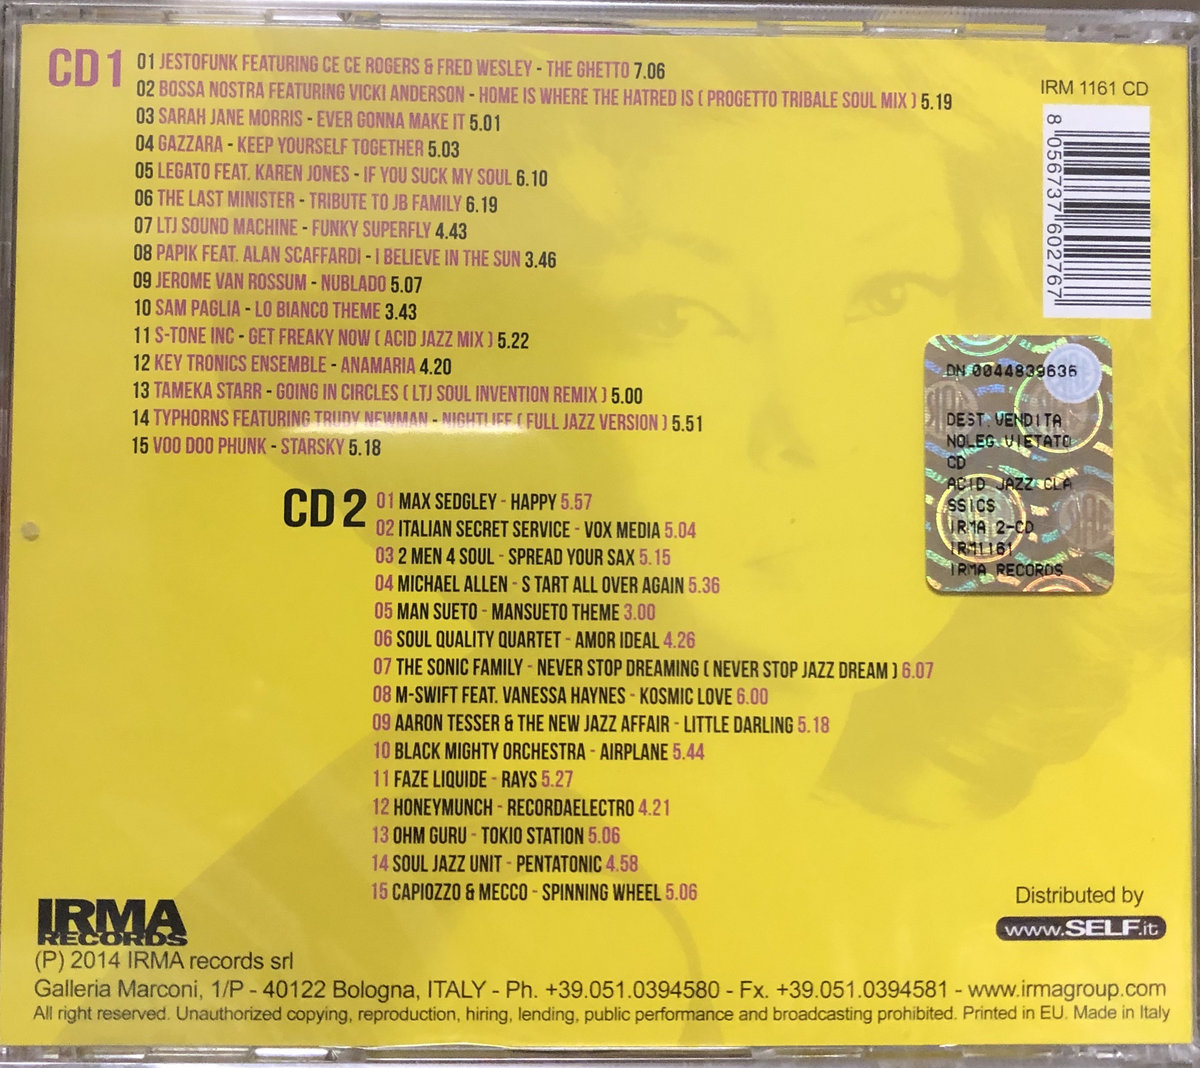 CD 1
01 JESTOFUNK FEATURING CE CE ROGERS & FRED WESLEY - THE GHETTO 7.06
02 BOSSA NOSTRA FEATURING VICKI ANDERSON - HOME IS WHERE THE HATRED IS ( PROGETTO TRIBALE SOUL MIX ) 5.19
03 SARAH JANE MORRIS - EVER GONNA MAKE IT 5.01
04 GAZZARA - KEEP YOURSELF TOGETHER 5.03
05 LEGATO FEAT. KAREN JONES - IF YOU SUCK MY SOUL 6.10
06 THE LAST MINISTER - TRIBUTE TO JB FAMILY 6.19
07 LTJ SOUND MACHINE - FUNKY SUPERFLY 4.43
08 PAPIK FEAT. ALAN SCAFFARDI - I BELIEVE IN THE SUN 3.46
09 JEROME VAN ROSSUM - NUBLADO 5.07
10 SAM PAGLIA - LO BIANCO THEME 3.43
11 S-TONE INC - GET FREAKY NOW ( ACID JAZZ MIX ) 5.22
12 KEY TRONICS ENSEMBLE - ANAMARIA 4.20
13 TAMEKA STARR - GOING IN CIRCLES ( LTJ SOUL INVENTION REMIX ) 5.00
14 TYPHORNS FEATURING TRUDY NEWMAN - NIGHTLIFE ( FULL JAZZ VERSION ) 5.51
15 VOO DOO PHUNK - STARSKY 5.18
IRM 1161 CD
8 056737 602767
DN 0044839636
DEST.VENDITA
NOLEG VIETATO
CD
ACID JAZZ CLA
SSICS
IRMA 2-CD
IRM1161
IRMA RECORDS
CD 2
01 MAX SEDGLEY - HAPPY 5.57
02 ITALIAN SECRET SERVICE - VOX MEDIA 5.04
03 2 MEN 4 SOUL - SPREAD YOUR SAX 5.15
04 MICHAEL ALLEN - S TART ALL OVER AGAIN 5.36
05 MAN SUETO - MANSUETO THEME 3.00
06 SOUL QUALITY QUARTET - AMOR IDEAL 4.26
07 THE SONIC FAMILY - NEVER STOP DREAMING ( NEVER STOP JAZZ DREAM ) 6.07
08 M-SWIFT FEAT. VANESSA HAYNES - KOSMIC LOVE 6.00
09 AARON TESSER & THE NEW JAZZ AFFAIR - LITTLE DARLING 5.18
10 BLACK MIGHTY ORCHESTRA - AIRPLANE 5.44
11 FAZE LIQUIDE - RAYS 5.27
12 HONEYMUNCH - RECORDAELECTRO 4.21
13 OHM GURU - TOKIO STATION 5.06
14 SOUL JAZZ UNIT - PENTATONIC 4.58
15 CAPIOZZO & MECCO - SPINNING WHEEL 5.06
IRMA
RECORDS
Distributed by
www.SELF.it
(P) 2014 IRMA records srl
Galleria Marconi, 1/P - 40122 Bologna, ITALY - Ph. +39.051.0394580 - Fx. +39.051.0394581 - www.irmagroup.com
All right reserved. Unauthorized copying, reproduction, hiring, lending, public performance and broadcasting prohibited. Printed in EU. Made in Italy